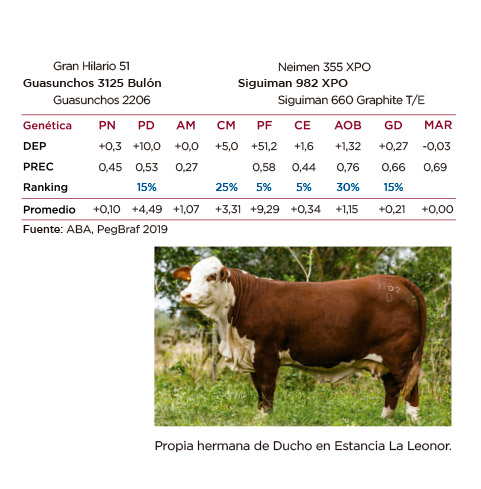 Gran Hilario 51
Guasunchos 3125 Bulón
Guasunchos 2206
Neimen 355 XPO
Siguiman 982 XPO
Siguiman 660 Graphite T/E
Genética PN PD AM CM PF CE AOB GD MAR
DEP +0,3 +10,0 +0,0 +5,0 +51,2 +1,6 +1,32 +0,27 -0,03
PREC 0,45 0,53 0,27 0,58 0,44 0,76 0,66 0,69
Ranking 15% 25% 5% 5% 30% 15%
Promedio +0,10 +4,49 +1,07 +3,31 +9,29 +0,34 +1,15 +0,21 +0,00
Fuente: ABA, PegBraf 2019
Propia hermana de Ducho en Estancia La Leonor.